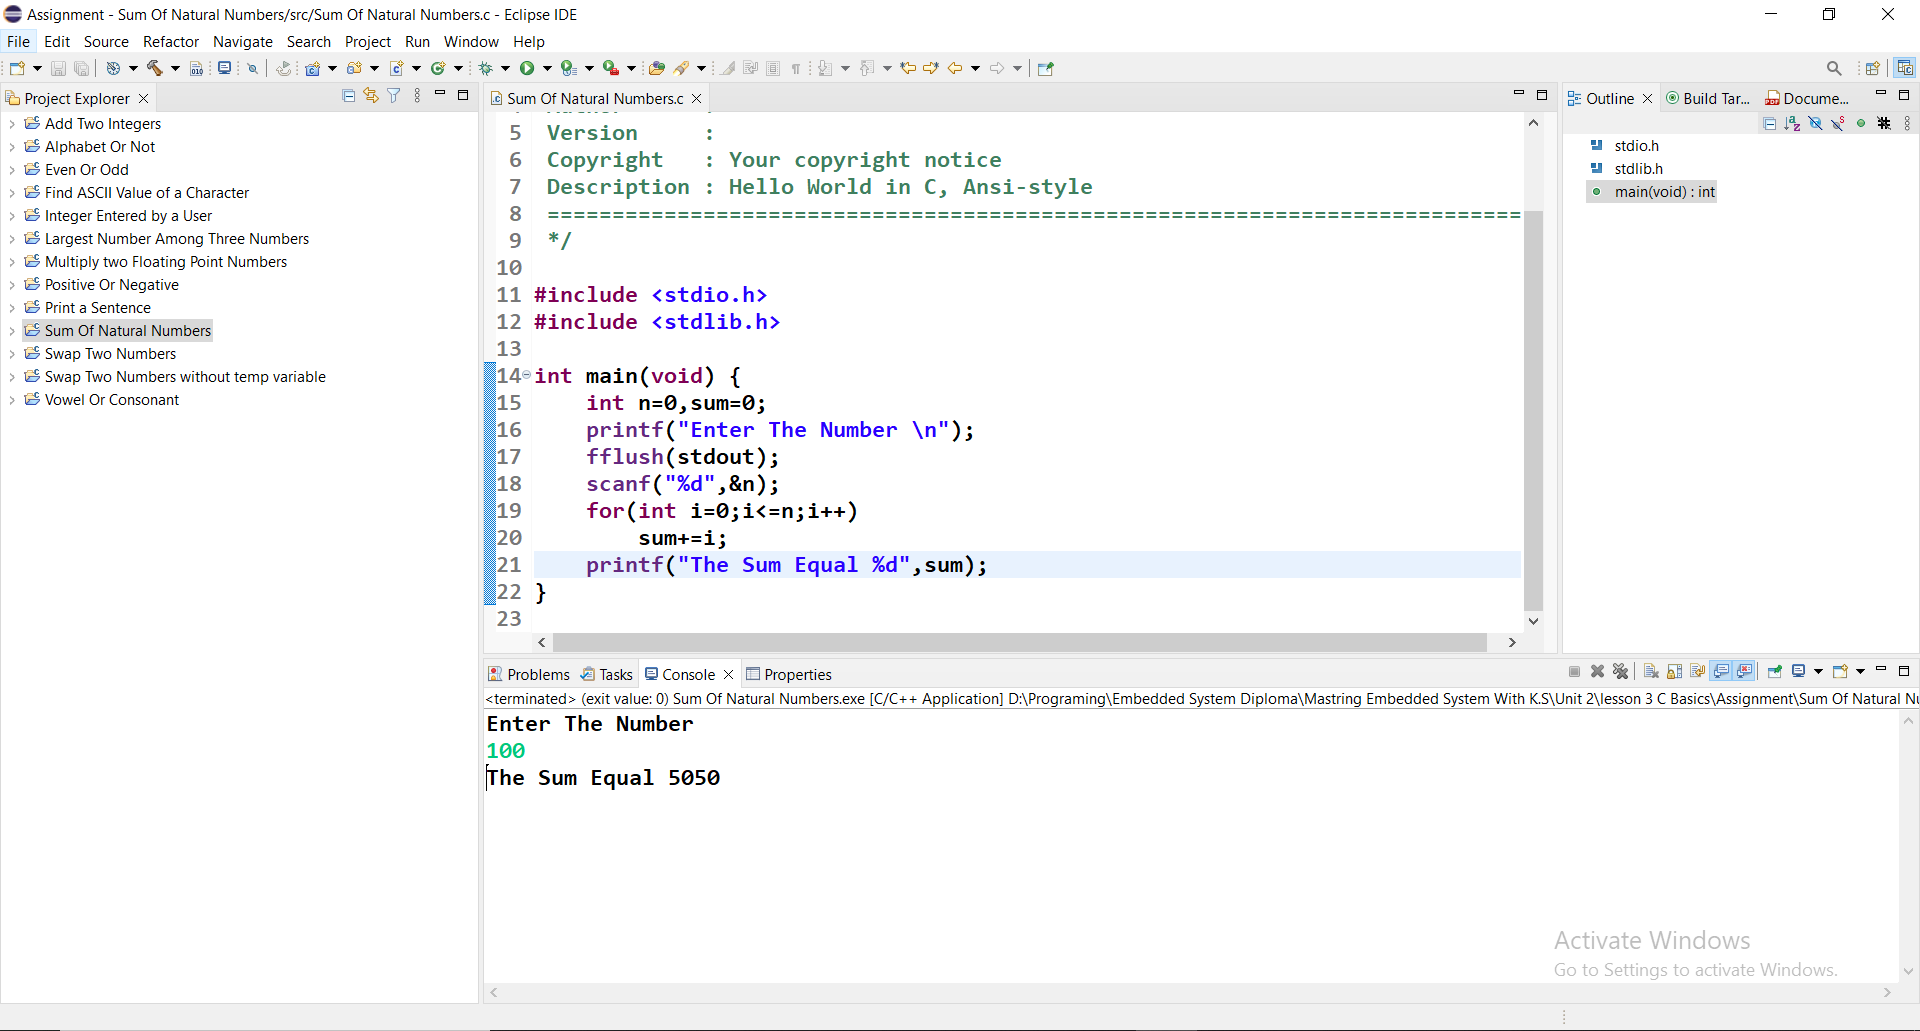 Assignment - Sum Of Natural Numbers/src/Sum Of Natural Numbers.c - Eclipse IDE
File Edit Source Refactor Navigate Search Project Run Window Help
Project Explorer
Add Two Integers
Alphabet Or Not
Even Or Odd
Find ASCII Value of a Character
Integer Entered by a User
Largest Number Among Three Numbers
Multiply two Floating Point Numbers
Positive Or Negative
Print a Sentence
Sum Of Natural Numbers
Swap Two Numbers
Swap Two Numbers without temp variable
Vowel Or Consonant
Sum Of Natural Numbers.c
5 Version     :
6 Copyright   : Your copyright notice
7 Description : Hello World in C, Ansi-style
8 ===========================================================================
9 */
10
11 #include <stdio.h>
12 #include <stdlib.h>
13
14 int main(void) {
15     int n=0,sum=0;
16     printf("Enter The Number \n");
17     fflush(stdout);
18     scanf("%d",&n);
19     for(int i=0;i<=n;i++)
20         sum+=i;
21     printf("The Sum Equal %d",sum);
22 }
23
Outline Build Tar... Docume...
stdio.h
stdlib.h
main(void) : int
Problems Tasks Console Properties
<terminated> (exit value: 0) Sum Of Natural Numbers.exe [C/C++ Application] D:\Programing\Embedded System Diploma\Mastring Embedded System With K.S\Unit 2\lesson 3 C Basics\Assignment\Sum Of Natural Nu
Enter The Number
100
The Sum Equal 5050
Activate Windows
Go to Settings to activate Windows.